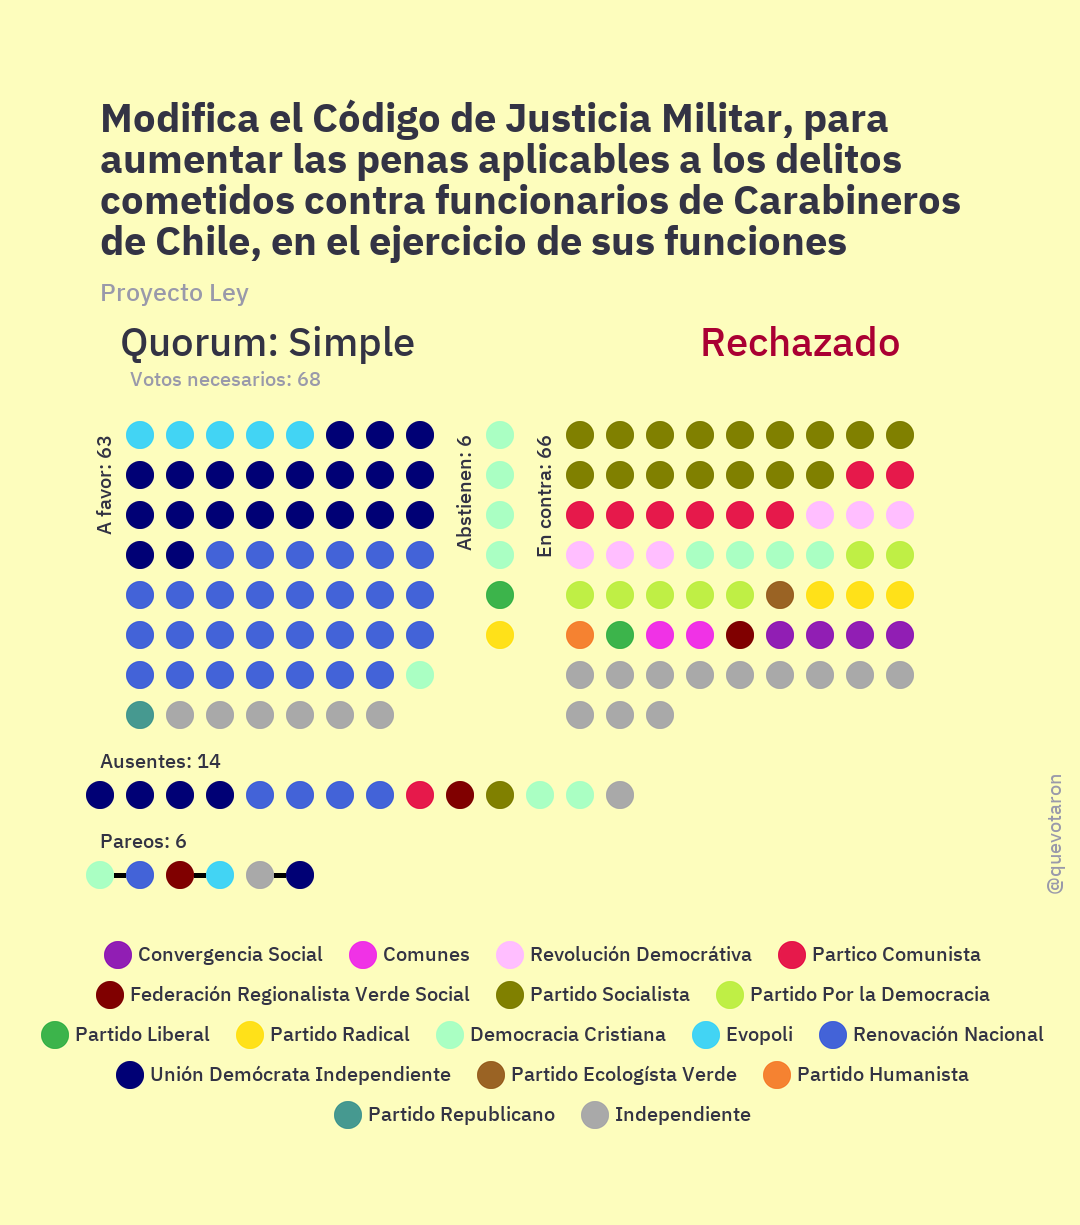 Modifica el Código de Justicia Militar, para
aumentar las penas aplicables a los delitos
cometidos contra funcionarios de Carabineros
de Chile, en el ejercicio de sus funciones
Proyecto Ley
Quorum: Simple
Rechazado
Votos necesarios: 68
A favor: 63
Abstienen: 6
En contra: 66
Ausentes: 14
Pareos: 6
@quevotaron
Convergencia Social Comunes Revolución Democrátiva Partico Comunista
Federación Regionalista Verde Social Partido Socialista Partido Por la Democracia
Partido Liberal Partido Radical Democracia Cristiana Evopoli Renovación Nacional
Unión Demócrata Independiente Partido Ecologísta Verde Partido Humanista
Partido Republicano Independiente